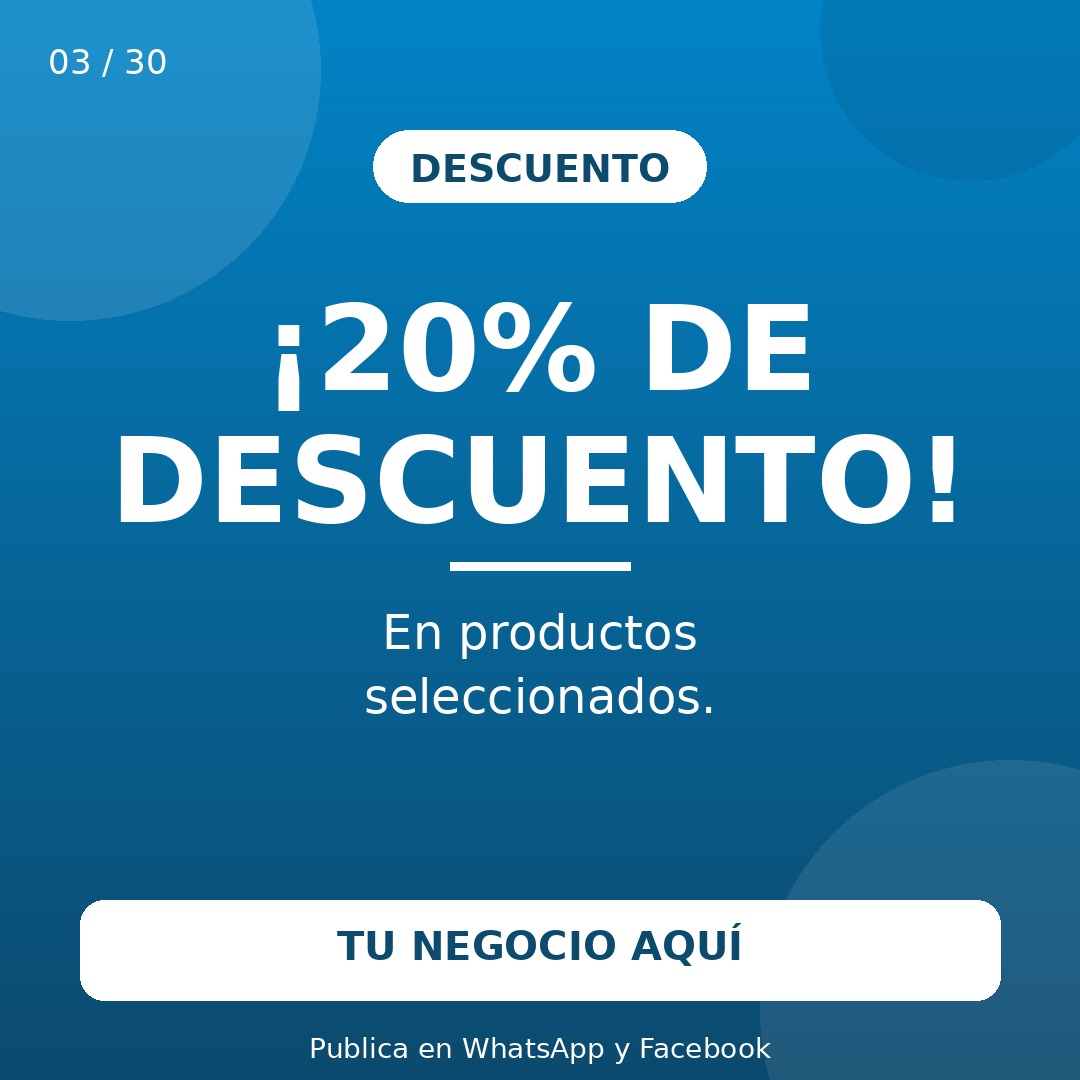 03 / 30
DESCUENTO
¡20% DE
DESCUENTO!
En productos
seleccionados.
TU NEGOCIO AQUÍ
Publica en WhatsApp y Facebook